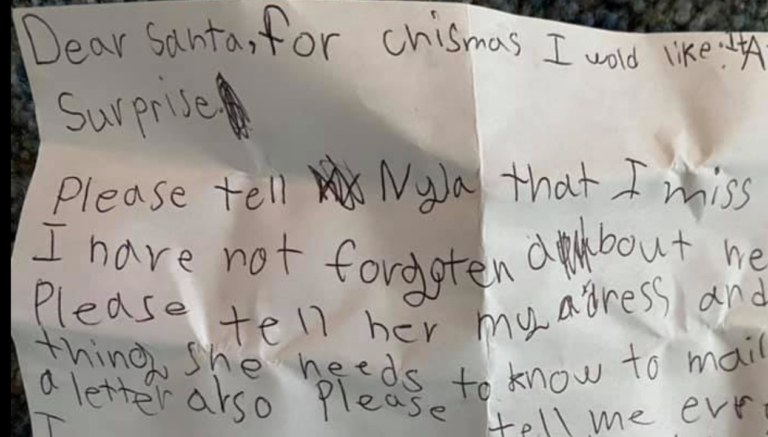 Dear Santa, for chismas I wold like: A
Surprise
Please tell Nyla that I miss
I have not forgoten about he
Please tell her my adress and
thing she needs to know to mail
a letter also Please tell me evr
I